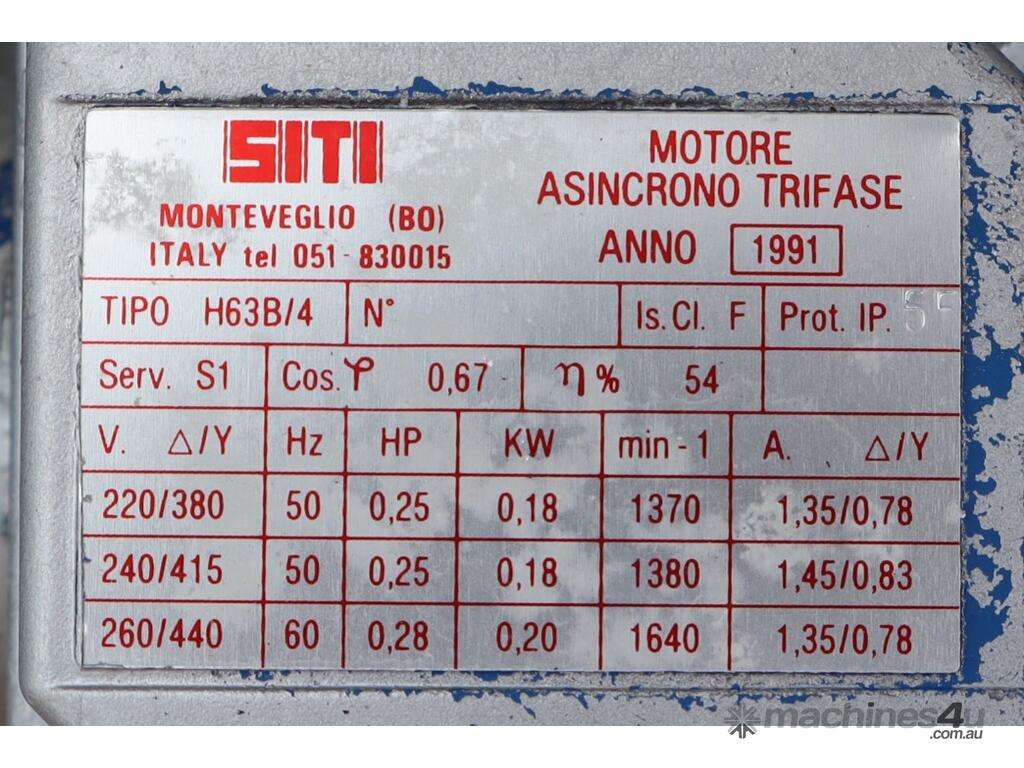 SITI
MONTEVEGLIO (BO)
ITALY tel 051-830015
MOTORE
ASINCRONO TRIFASE
ANNO 1991
TIPO H63B/4 N° Is. Cl. F Prot. IP. 55
Serv. S1 Cos. φ 0,67 η % 54
V. △/Y Hz HP KW min-1 A. △/Y
220/380 50 0,25 0,18 1370 1,35/0,78
240/415 50 0,25 0,18 1380 1,45/0,83
260/440 60 0,28 0,20 1640 1,35/0,78
machines4u
.com.au